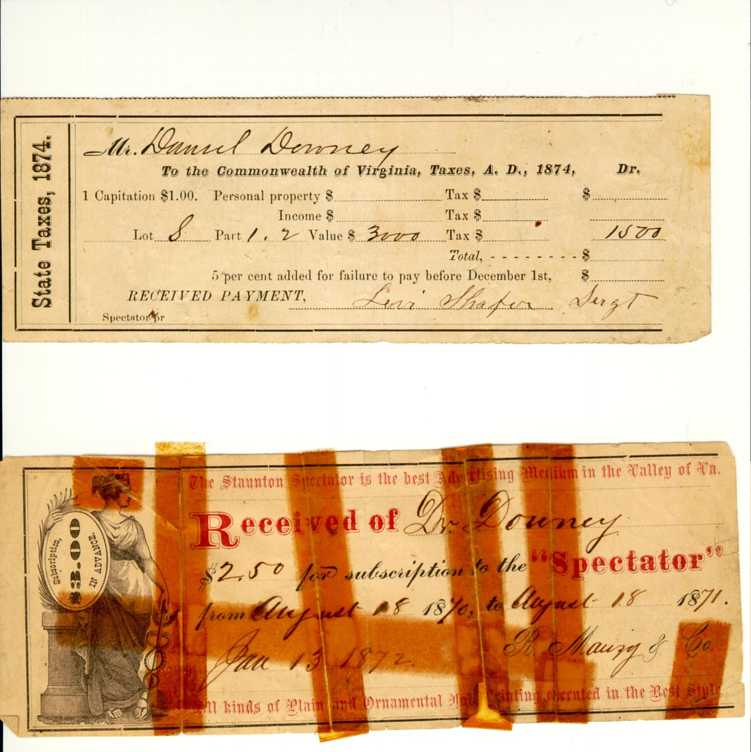 State Taxes, 1874.
Mr. Daniel Downey
To the Commonwealth of Virginia, Taxes, A. D., 1874, Dr.
1 Capitation $1.00. Personal property $ Tax $ $
Income $ Tax $
Lot 8 Part 1.2 Value $ 3000 Tax $ 1500
Total, - - - - - - - - $
5 per cent added for failure to pay before December 1st, $
RECEIVED PAYMENT, Levi Shafer Sergt
Spectator pr
The Staunton Spectator is the best Advertising Medium in the Valley of Va.
Received of Dr. Downey
Subscription, $3.00 IN ADVANCE.
$2.50 for subscription to the "Spectator"
from August 18 1870, to August 18 1871.
Jan 13 1872. R. Mauzy & Co.
All kinds of Plain and Ornamental Job Printing executed in the Best Style